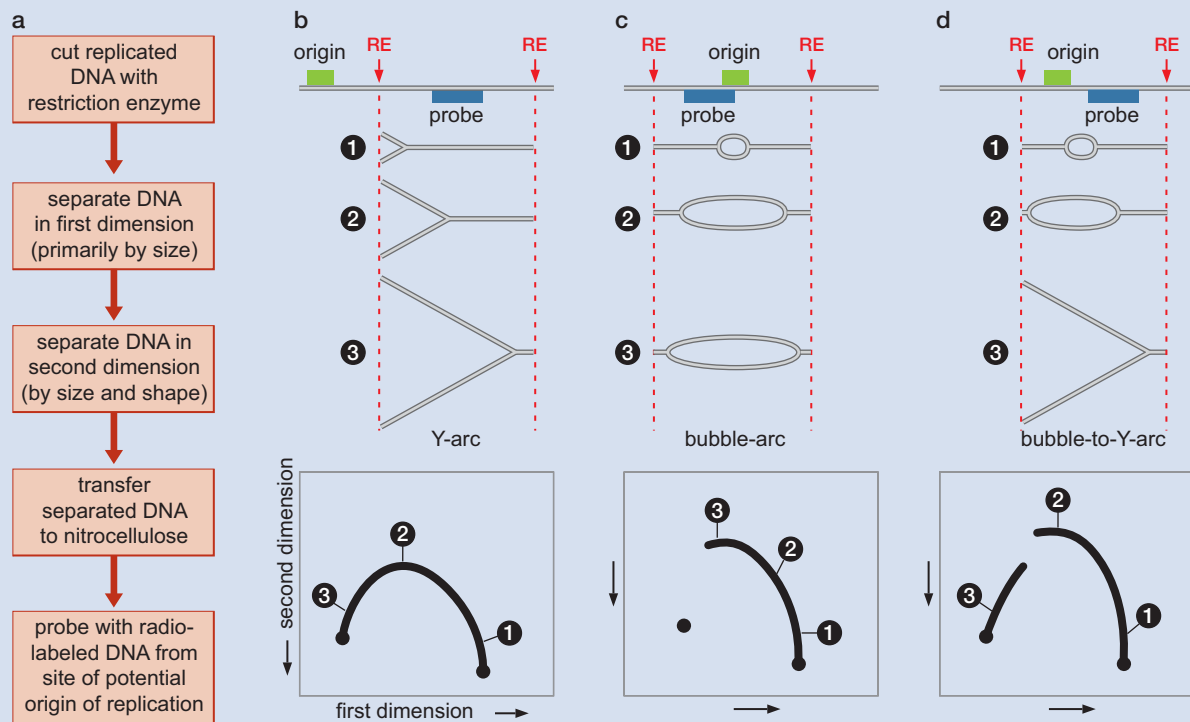 a
cut replicated
DNA with
restriction enzyme
separate DNA
in first dimension
(primarily by size)
separate DNA in
second dimension
(by size and shape)
transfer
separated DNA
to nitrocellulose
probe with radio-
labeled DNA from
site of potential
origin of replication
b
RE RE
origin
probe
1
2
3
Y-arc
second dimension
2
3
1
first dimension
c
RE RE
origin
probe
1
2
3
bubble-arc
3
2
1
d
RE RE
origin
probe
1
2
3
bubble-to-Y-arc
2
3
1